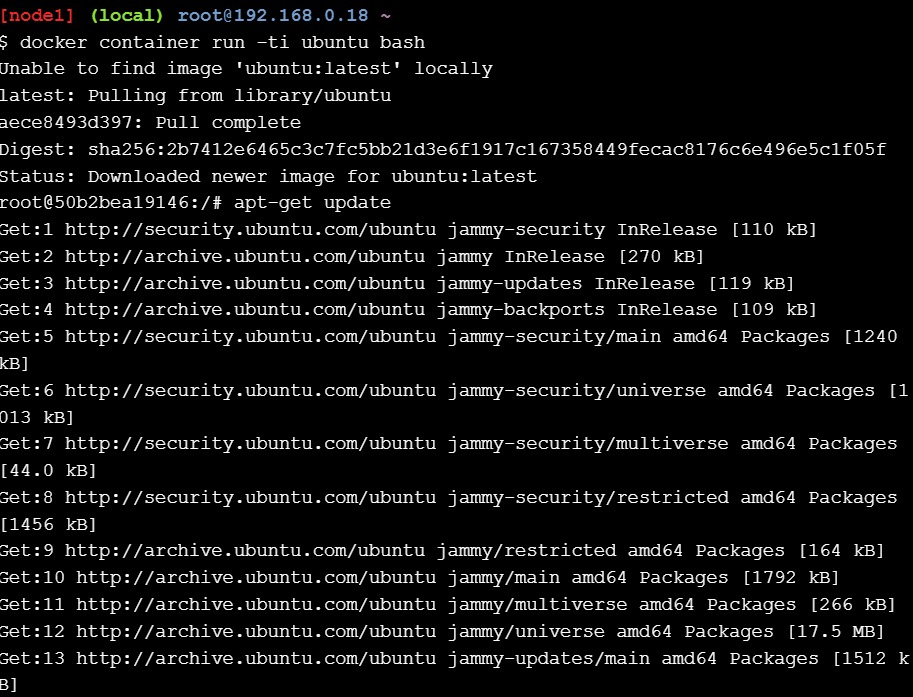 [node1] (local) root@192.168.0.18 ~
$ docker container run -ti ubuntu bash
Unable to find image 'ubuntu:latest' locally
latest: Pulling from library/ubuntu
aece8493d397: Pull complete
Digest: sha256:2b7412e6465c3c7fc5bb21d3e6f1917c167358449fecac8176c6e496e5c1f05f
Status: Downloaded newer image for ubuntu:latest
root@50b2bea19146:/# apt-get update
Get:1 http://security.ubuntu.com/ubuntu jammy-security InRelease [110 kB]
Get:2 http://archive.ubuntu.com/ubuntu jammy InRelease [270 kB]
Get:3 http://archive.ubuntu.com/ubuntu jammy-updates InRelease [119 kB]
Get:4 http://archive.ubuntu.com/ubuntu jammy-backports InRelease [109 kB]
Get:5 http://security.ubuntu.com/ubuntu jammy-security/main amd64 Packages [1240
kB]
Get:6 http://security.ubuntu.com/ubuntu jammy-security/universe amd64 Packages [1
013 kB]
Get:7 http://security.ubuntu.com/ubuntu jammy-security/multiverse amd64 Packages
[44.0 kB]
Get:8 http://security.ubuntu.com/ubuntu jammy-security/restricted amd64 Packages
[1456 kB]
Get:9 http://archive.ubuntu.com/ubuntu jammy/restricted amd64 Packages [164 kB]
Get:10 http://archive.ubuntu.com/ubuntu jammy/main amd64 Packages [1792 kB]
Get:11 http://archive.ubuntu.com/ubuntu jammy/multiverse amd64 Packages [266 kB]
Get:12 http://archive.ubuntu.com/ubuntu jammy/universe amd64 Packages [17.5 MB]
Get:13 http://archive.ubuntu.com/ubuntu jammy-updates/main amd64 Packages [1512 k
B]